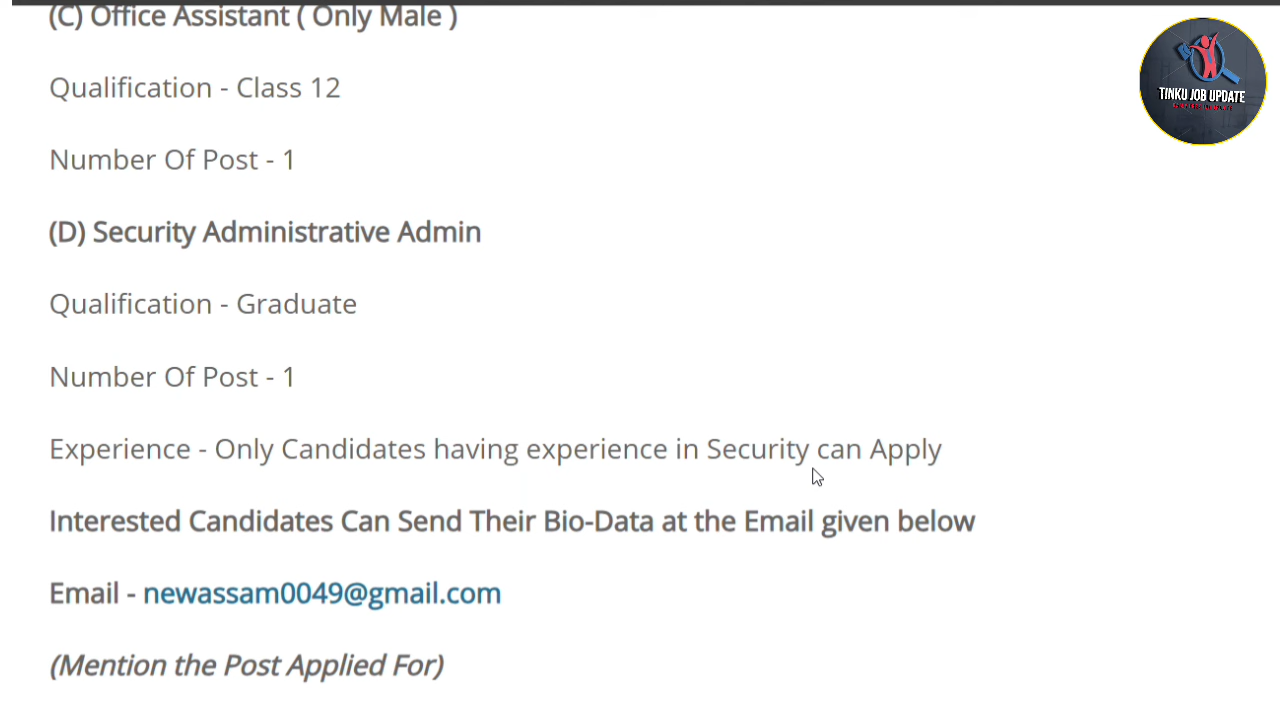 (C) Office Assistant ( Only Male )
Qualification - Class 12
Number Of Post - 1
(D) Security Administrative Admin
Qualification - Graduate
Number Of Post - 1
Experience - Only Candidates having experience in Security can Apply
Interested Candidates Can Send Their Bio-Data at the Email given below
Email - newassam0049@gmail.com
(Mention the Post Applied For)
TINKU JOB UPDATE